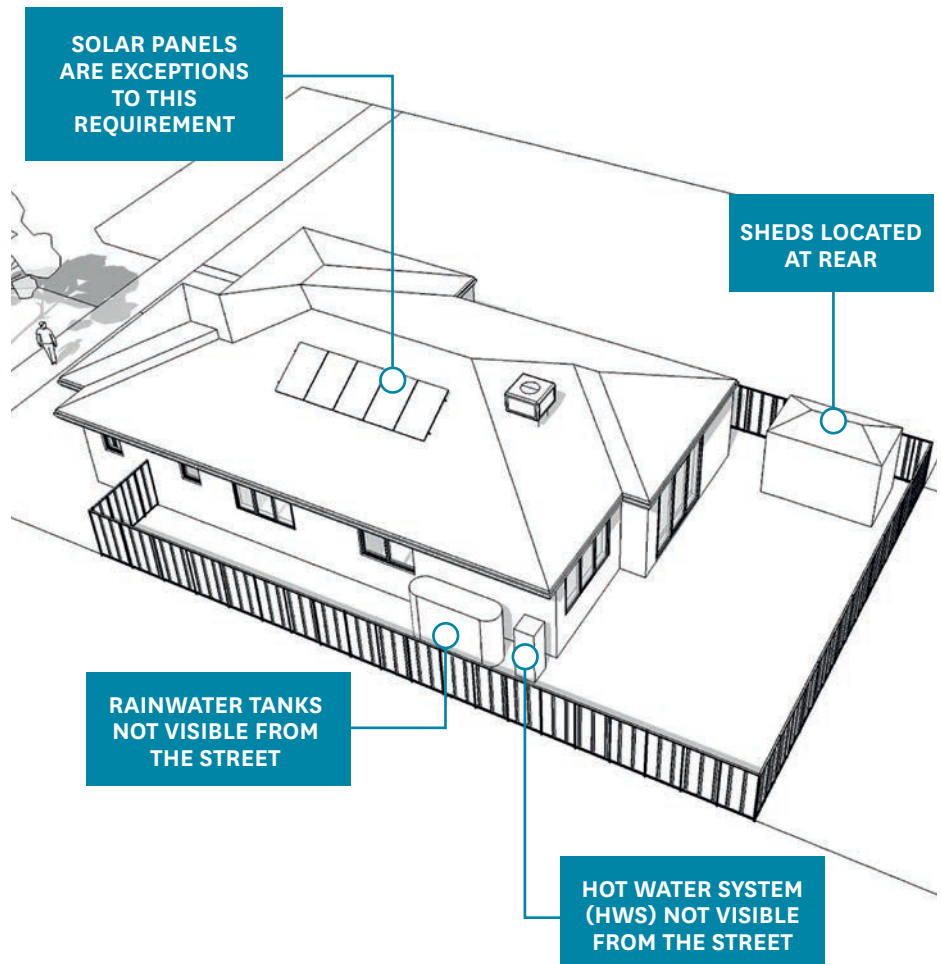 SOLAR PANELS
ARE EXCEPTIONS
TO THIS
REQUIREMENT
SHEDS LOCATED
AT REAR
RAINWATER TANKS
NOT VISIBLE FROM
THE STREET
HOT WATER SYSTEM
(HWS) NOT VISIBLE
FROM THE STREET